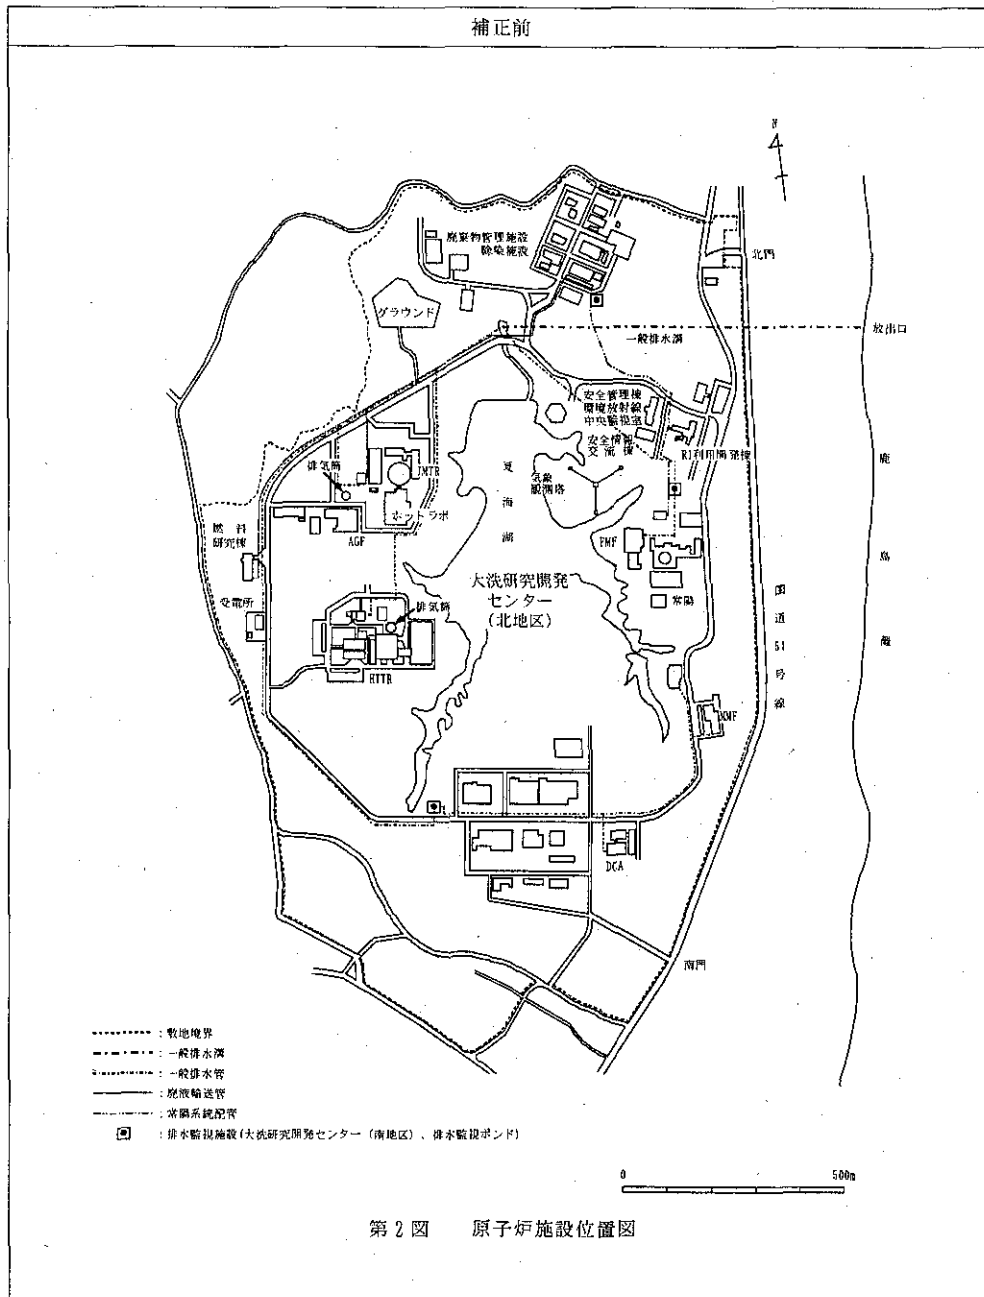 補正前
N
廃棄物管理施設
除染施設
北門
グラウンド
放出口
一般排水溝
安全管理棟
環境放射線
中央監視室
安全情報
交流棟
RI利用開発棟
排気筒
JMTR
夏海湖
気象
観測塔
鹿島灘
ホットラボ
燃料
研究棟
AGF
FMF
大洗研究開発
センター
(北地区)
国道51号線
受電所
排気筒
常陽
HTTR
MMF
DCA
南門
:敷地境界
:一般排水溝
:一般排水管
:廃液輸送管
:常陽系統配管
:排水監視施設(大洗研究開発センター(南地区)、排水監視ポンド)
0 500m
第2図 原子炉施設位置図